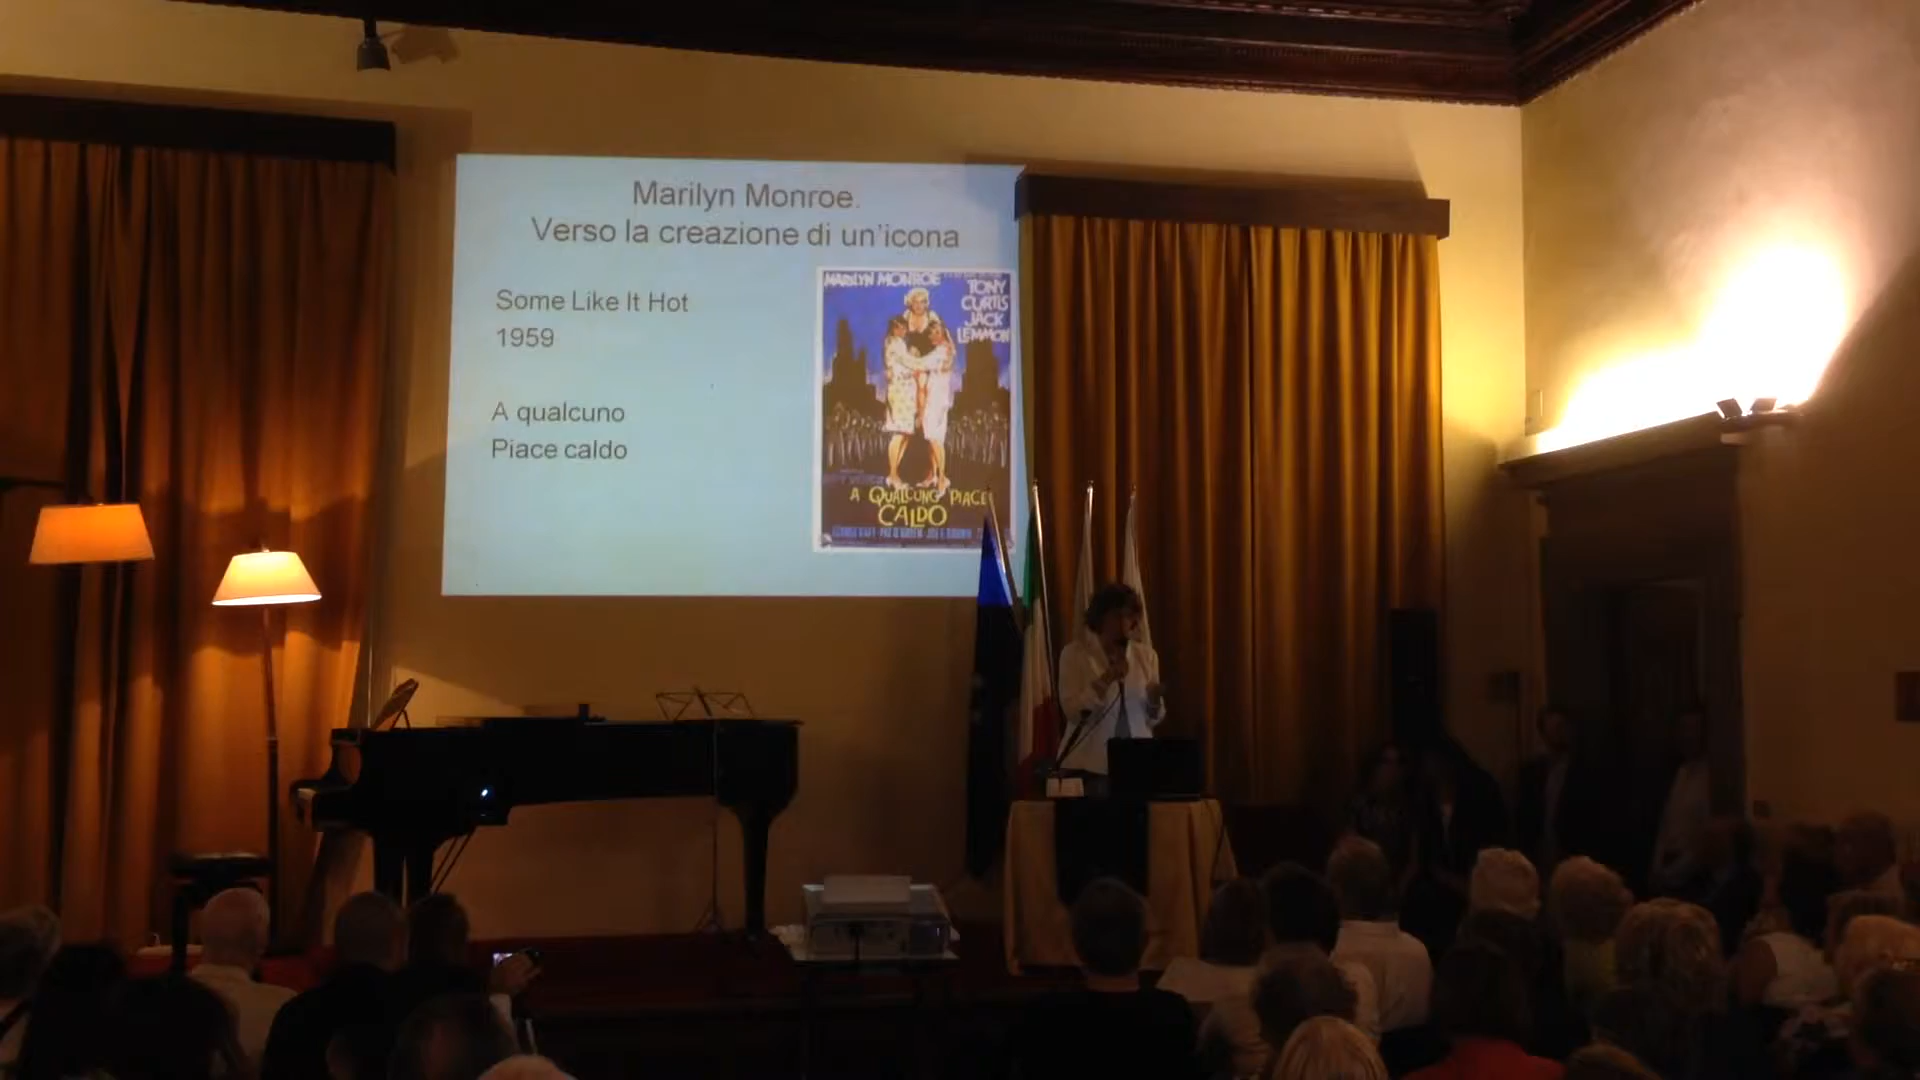 Marilyn Monroe.
Verso la creazione di un'icona
Some Like It Hot
1959
A qualcuno
Piace caldo
MARILYN MONROE
TONY
CURTIS
JACK
LEMMON
A QUALCUNO PIACE
CALDO